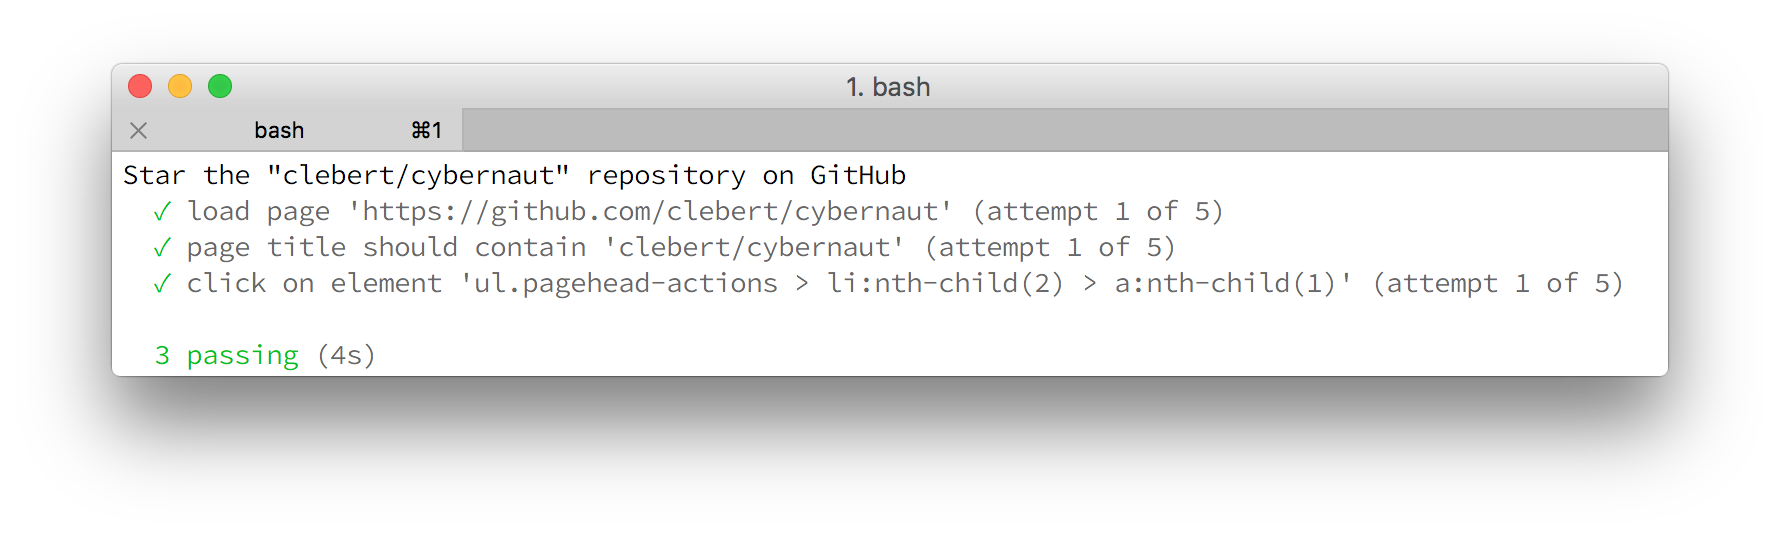 1. bash
bash ⌘1
Star the "clebert/cybernaut" repository on GitHub
✓ load page 'https://github.com/clebert/cybernaut' (attempt 1 of 5)
✓ page title should contain 'clebert/cybernaut' (attempt 1 of 5)
✓ click on element 'ul.pagehead-actions > li:nth-child(2) > a:nth-child(1)' (attempt 1 of 5)
3 passing (4s)